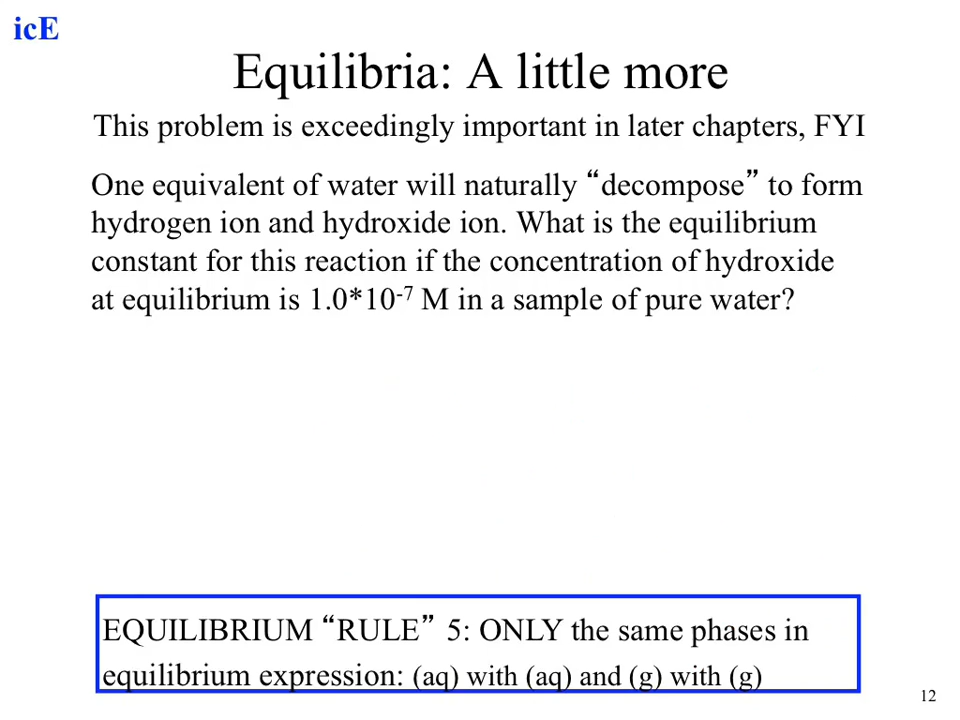 icE
Equilibria: A little more
This problem is exceedingly important in later chapters, FYI
One equivalent of water will naturally “decompose” to form
hydrogen ion and hydroxide ion. What is the equilibrium
constant for this reaction if the concentration of hydroxide
at equilibrium is 1.0*10⁻⁷ M in a sample of pure water?
EQUILIBRIUM “RULE” 5: ONLY the same phases in
equilibrium expression: (aq) with (aq) and (g) with (g)
12